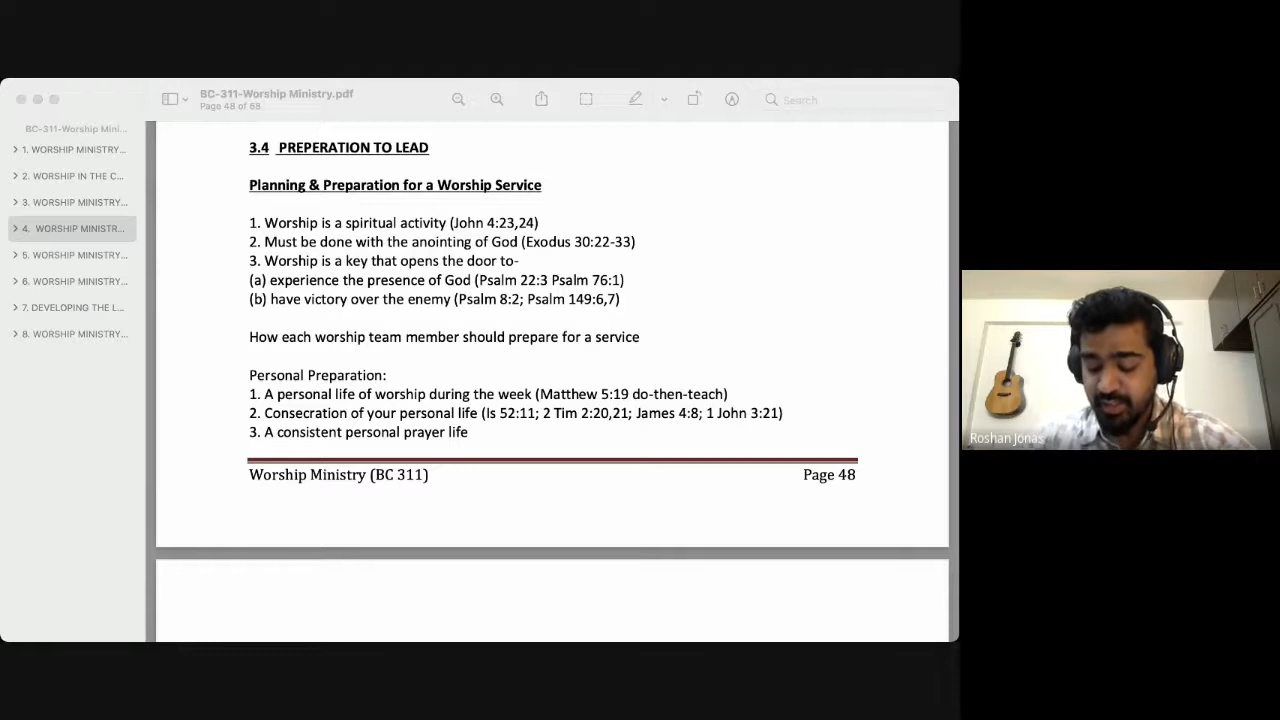 BC-311-Worship Ministry.pdf
Page 48 of 68
Search
BC-311-Worship Mini...
1. WORSHIP MINISTRY...
2. WORSHIP IN THE C...
3. WORSHIP MINISTRY...
4. WORSHIP MINISTR...
5. WORSHIP MINISTRY...
6. WORSHIP MINISTRY...
7. DEVELOPING THE L...
8. WORSHIP MINISTRY...
3.4 PREPERATION TO LEAD
Planning & Preparation for a Worship Service
1. Worship is a spiritual activity (John 4:23,24)
2. Must be done with the anointing of God (Exodus 30:22-33)
3. Worship is a key that opens the door to-
(a) experience the presence of God (Psalm 22:3 Psalm 76:1)
(b) have victory over the enemy (Psalm 8:2; Psalm 149:6,7)
How each worship team member should prepare for a service
Personal Preparation:
1. A personal life of worship during the week (Matthew 5:19 do-then-teach)
2. Consecration of your personal life (Is 52:11; 2 Tim 2:20,21; James 4:8; 1 John 3:21)
3. A consistent personal prayer life
Worship Ministry (BC 311)
Page 48
Roshan Jonas